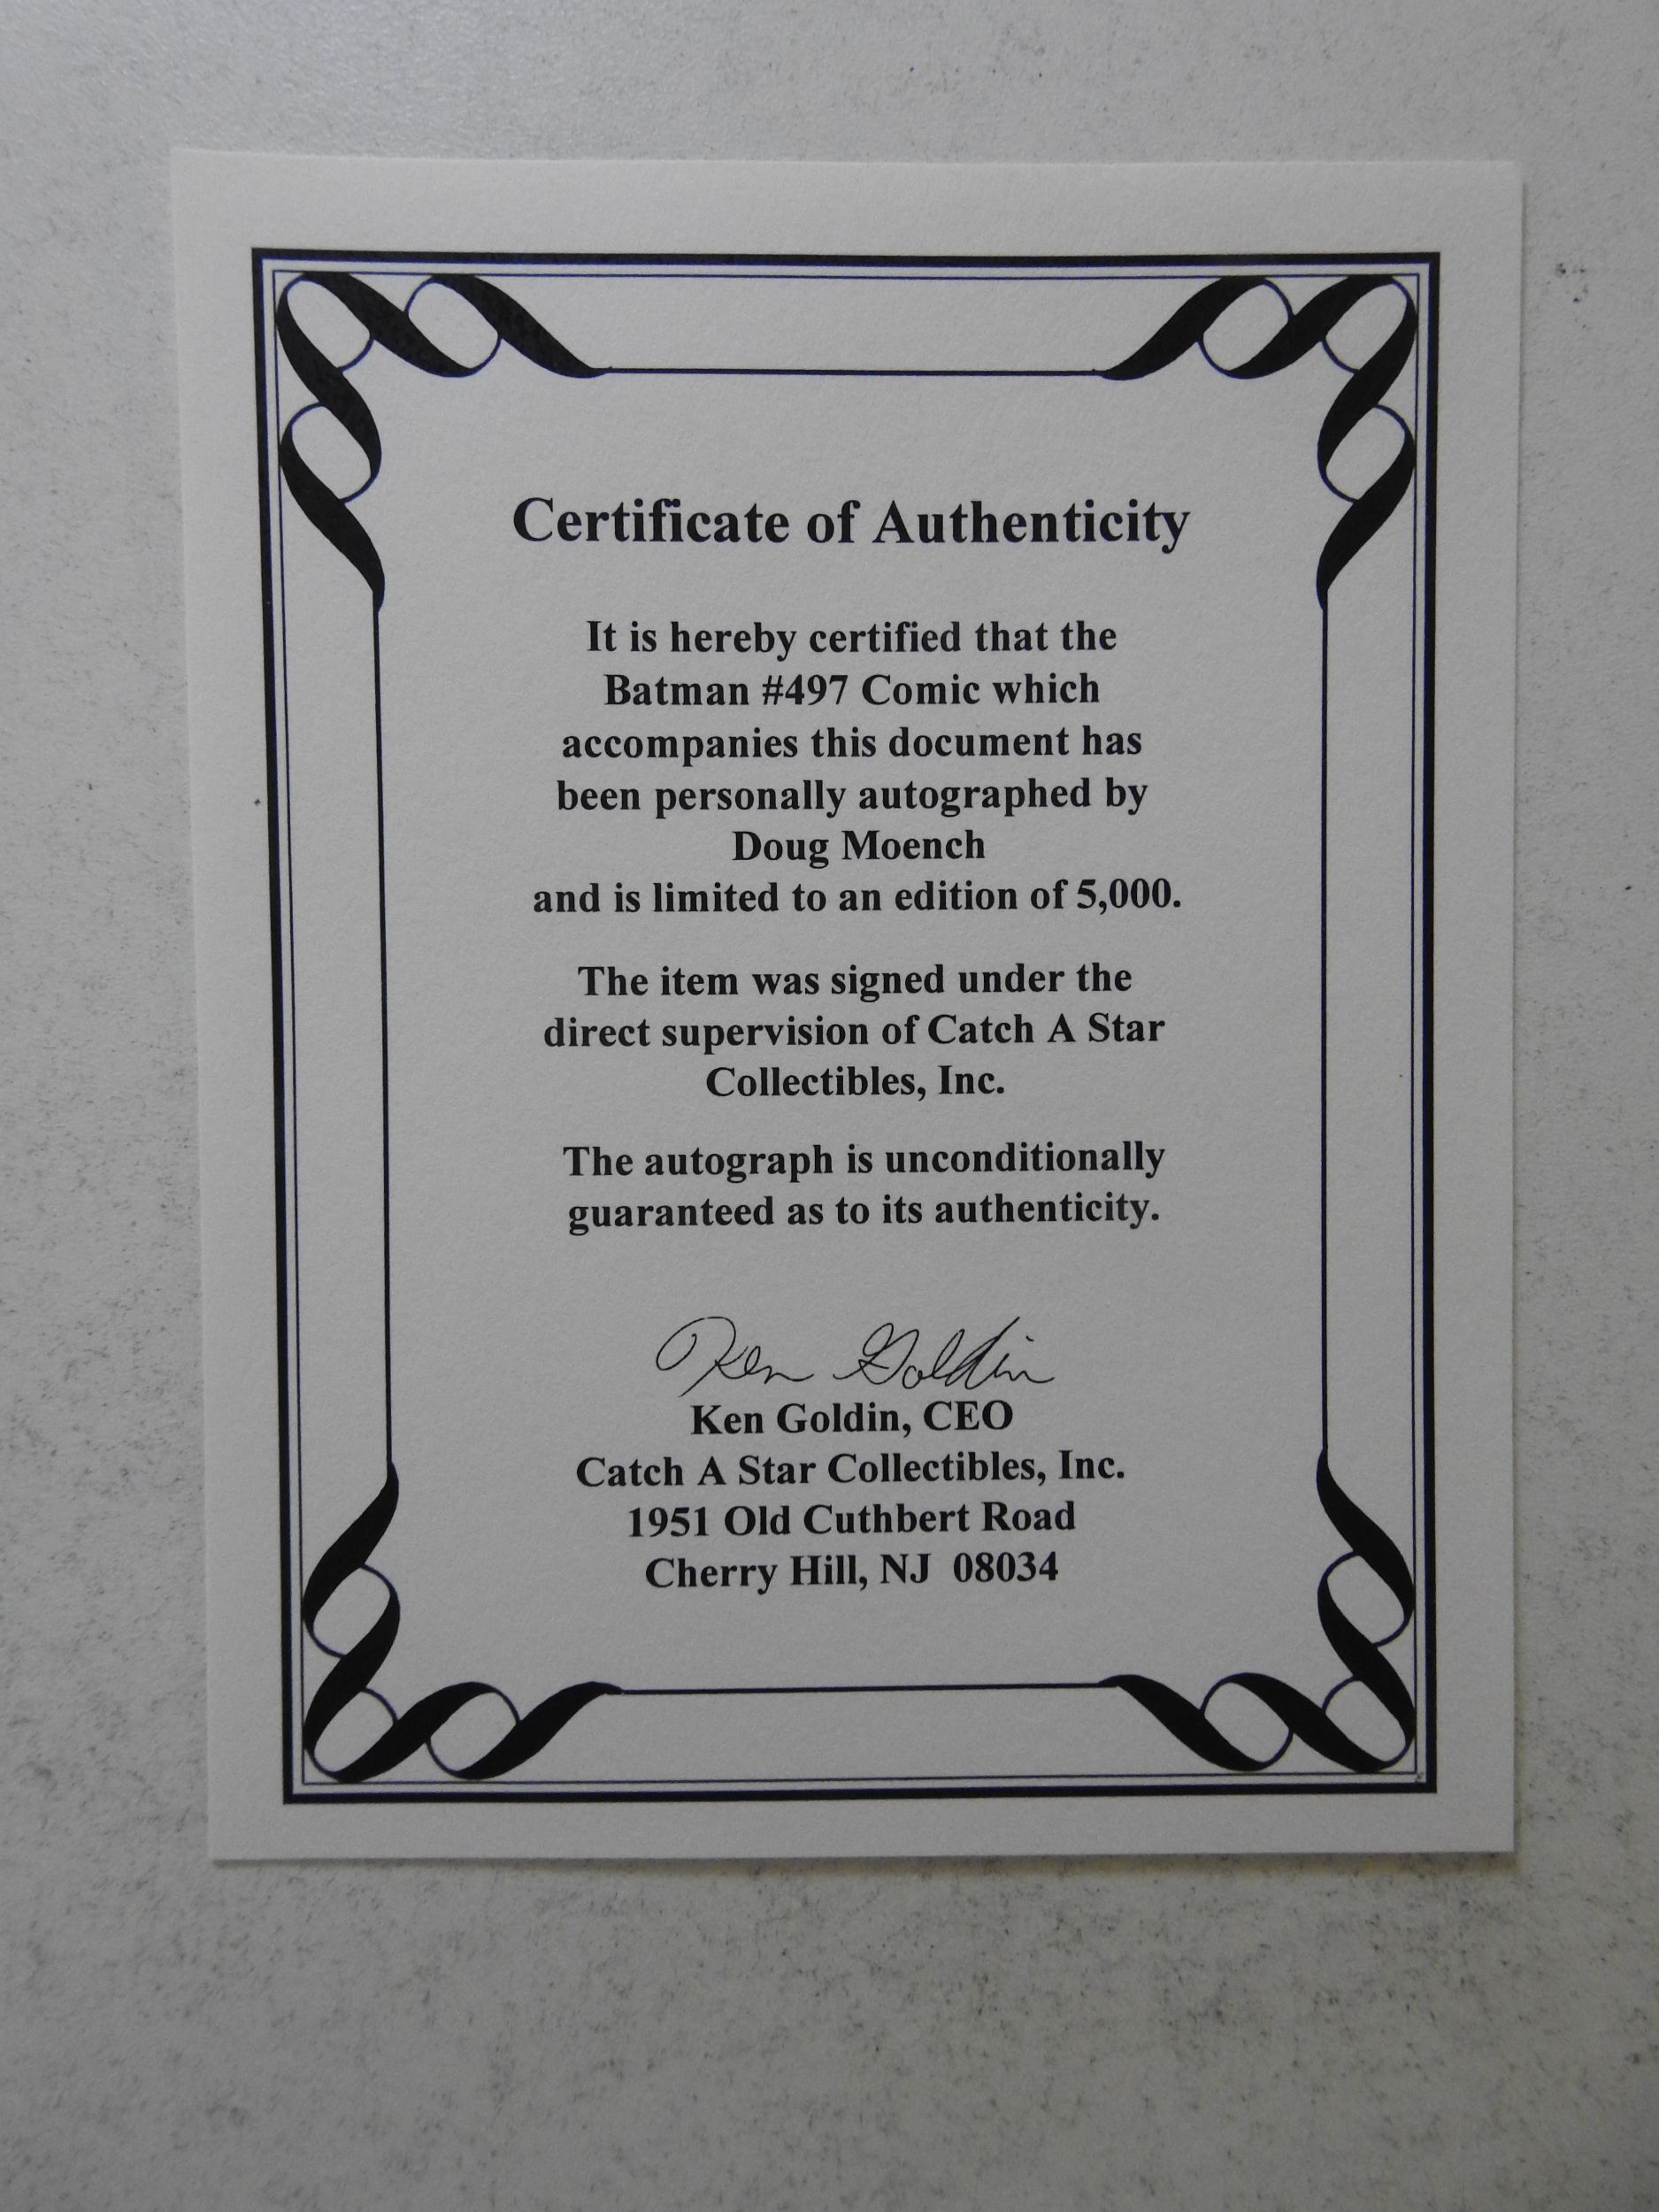 Certificate of Authenticity
It is hereby certified that the
Batman #497 Comic which
accompanies this document has
been personally autographed by
Doug Moench
and is limited to an edition of 5,000.
The item was signed under the
direct supervision of Catch A Star
Collectibles, Inc.
The autograph is unconditionally
guaranteed as to its authenticity.
Ken Goldin
Ken Goldin, CEO
Catch A Star Collectibles, Inc.
1951 Old Cuthbert Road
Cherry Hill, NJ  08034